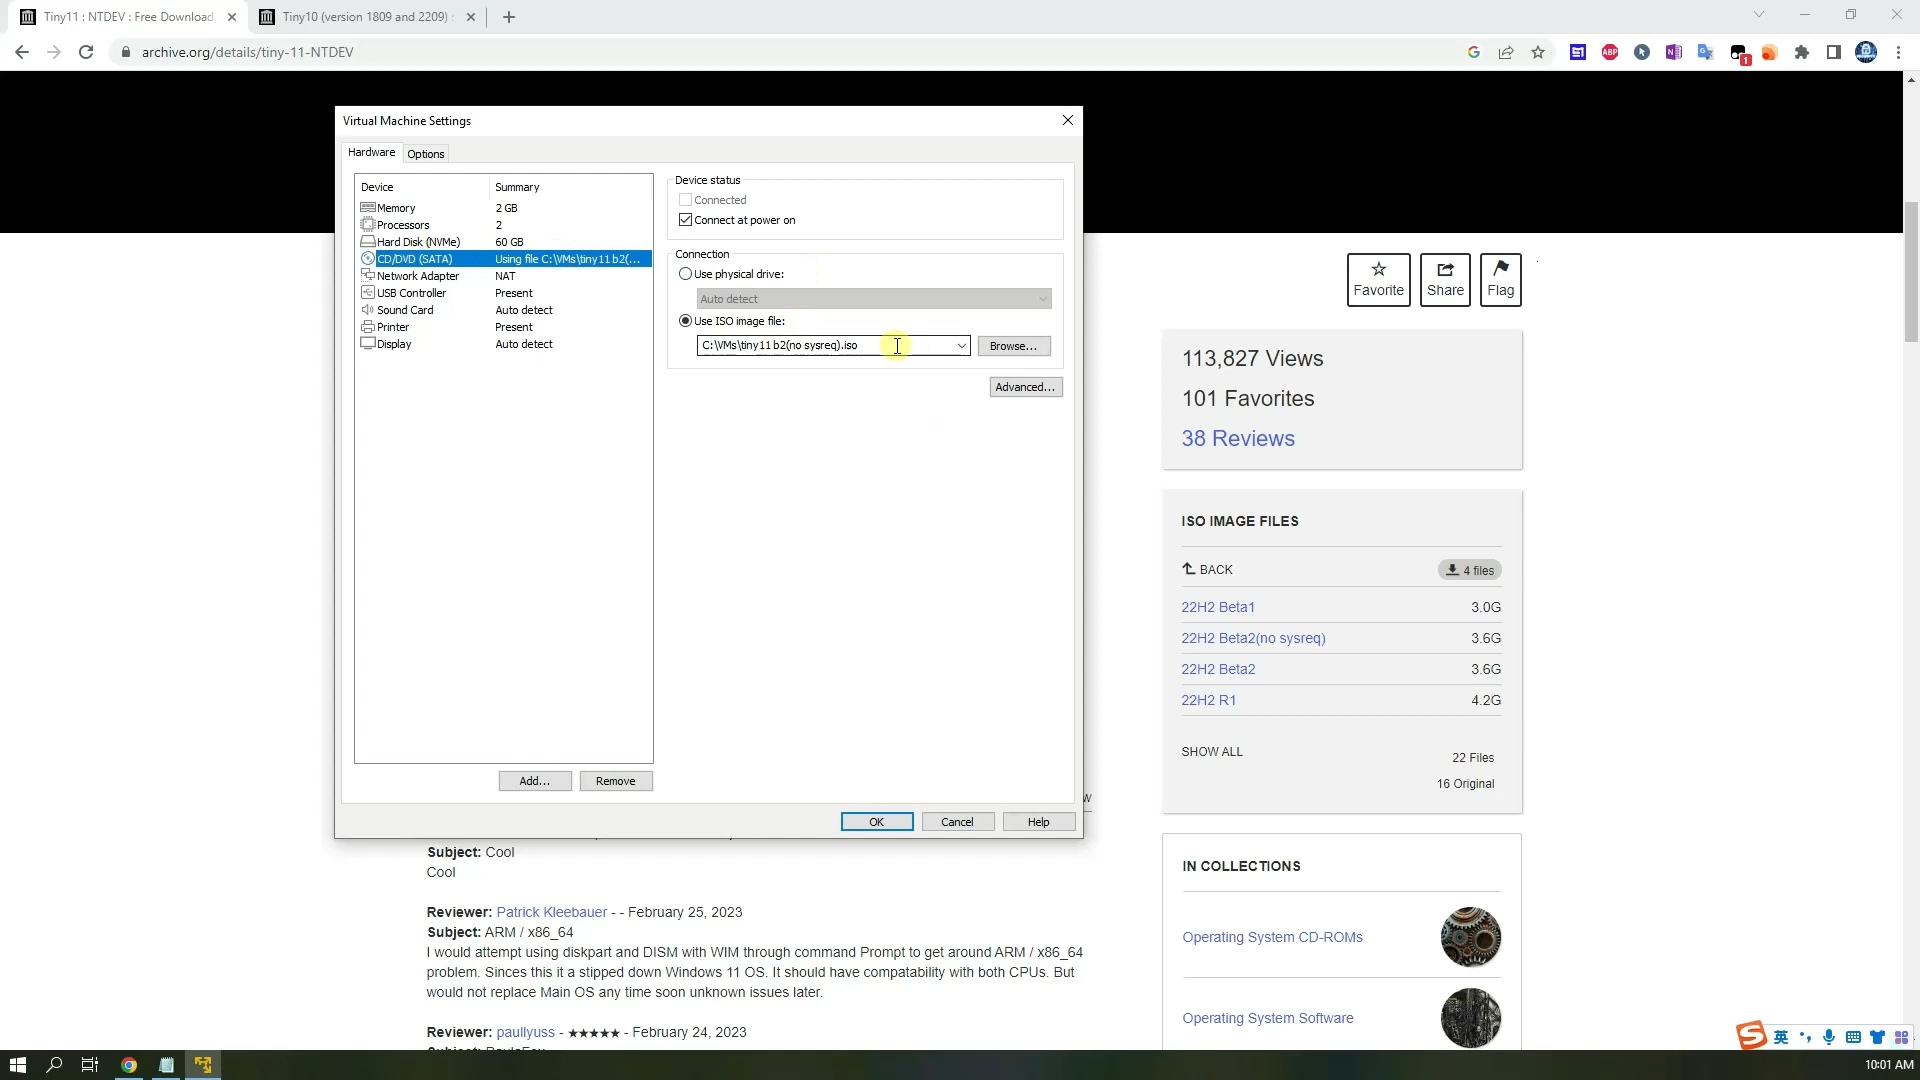 Tiny11 : NTDEV : Free Download,
Tiny10 (version 1809 and 2209)
archive.org/details/tiny-11-NTDEV
ABP
1
Virtual Machine Settings
Hardware
Options
Device
Summary
Memory
2 GB
Processors
2
Hard Disk (NVMe)
60 GB
CD/DVD (SATA)
Using file C:\VMs\tiny11 b2(...
Network Adapter
NAT
USB Controller
Present
Sound Card
Auto detect
Printer
Present
Display
Auto detect
Add...
Remove
Device status
Connected
Connect at power on
Connection
Use physical drive:
Auto detect
Use ISO image file:
C:\VMs\tiny11 b2(no sysreq).iso
Browse...
Advanced...
OK
Cancel
Help
Favorite
Share
Flag
113,827 Views
101 Favorites
38 Reviews
ISO IMAGE FILES
BACK
4 files
22H2 Beta1
3.0G
22H2 Beta2(no sysreq)
3.6G
22H2 Beta2
3.6G
22H2 R1
4.2G
SHOW ALL
22 Files
16 Original
IN COLLECTIONS
Operating System CD-ROMs
Operating System Software
Subject: Cool
Cool
Reviewer: Patrick Kleebauer - - February 25, 2023
Subject: ARM / x86_64
I would attempt using diskpart and DISM with WIM through command Prompt to get around ARM / x86_64
problem. Sinces this it a stipped down Windows 11 OS. It should have compatability with both CPUs. But
would not replace Main OS any time soon unknown issues later.
Reviewer: paullyuss - ★★★★★ - February 24, 2023
英
10:01 AM